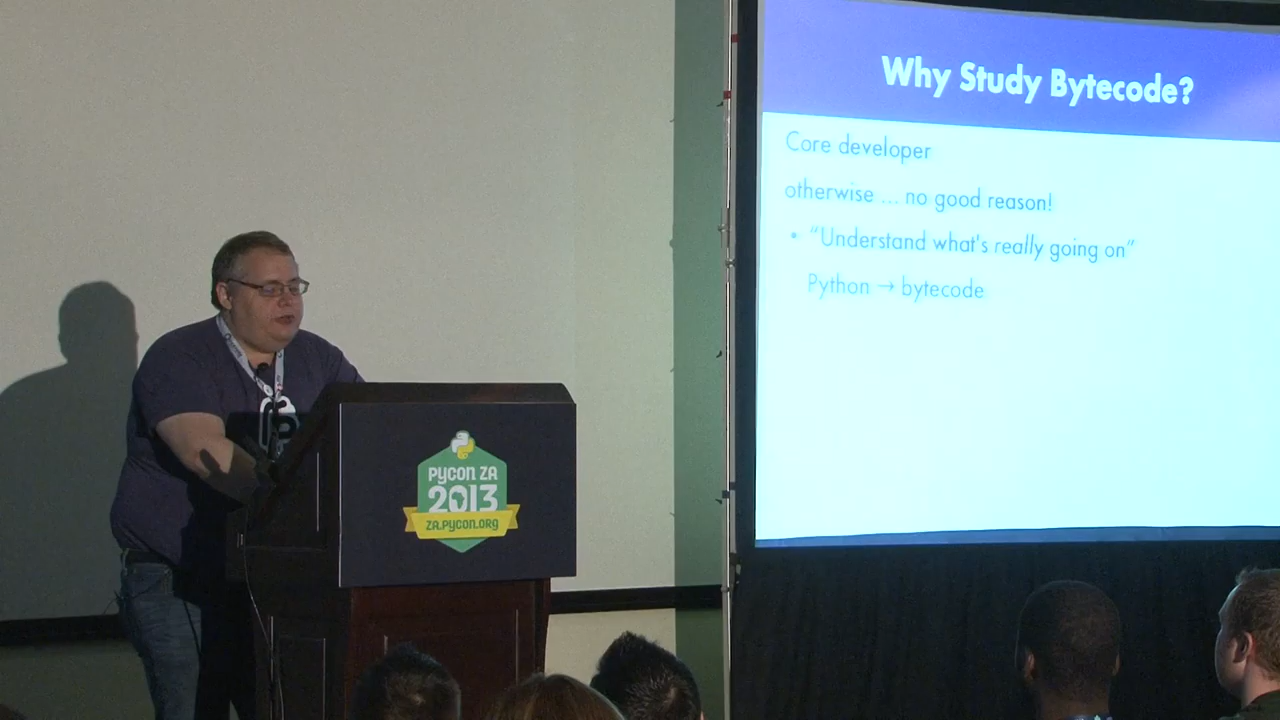 Why Study Bytecode?
Core developer
otherwise ... no good reason!
• “Understand what's really going on”
Python → bytecode
PYCON ZA
2013
ZA.PYCON.ORG